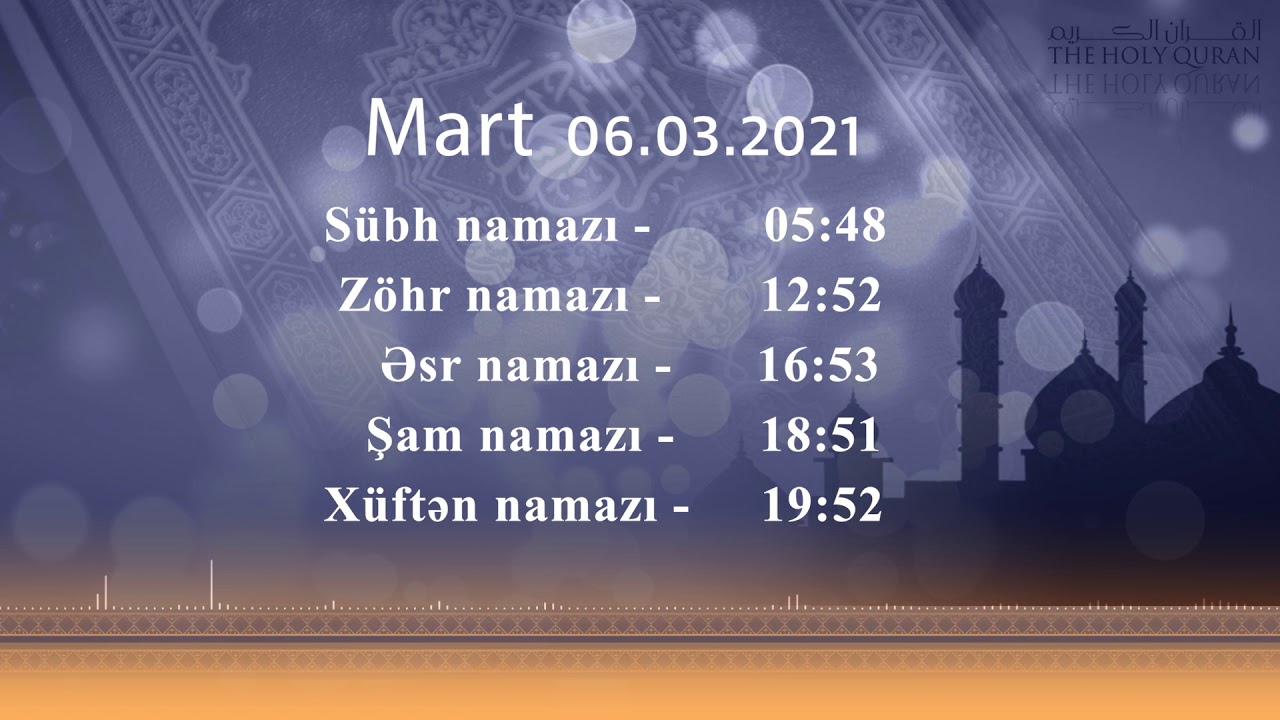 القرآن الكريم
THE HOLY QURAN
Mart 06.03.2021
Sübh namazı - 05:48
Zöhr namazı - 12:52
Əsr namazı - 16:53
Şam namazı - 18:51
Xüftən namazı - 19:52